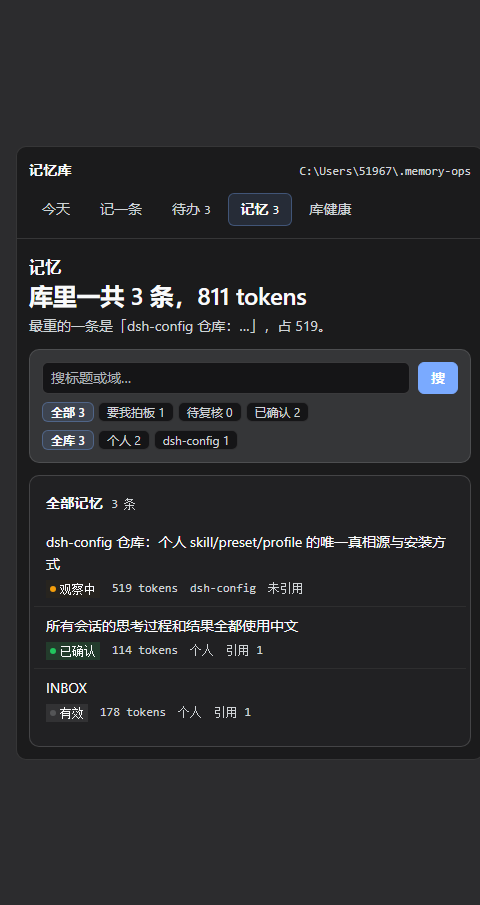 记忆库
C:\Users\51967\.memory-ops
今天 记一条 待办 3 记忆 3 库健康
记忆
库里一共 3 条，811 tokens
最重的一条是「dsh-config 仓库：…」，占 519。
搜标题或域… 搜
全部 3 要我拍板 1 待复核 0 已确认 2
全库 3 个人 2 dsh-config 1
全部记忆 3 条
dsh-config 仓库：个人 skill/preset/profile 的唯一真相源与安装方
式
观察中 519 tokens dsh-config 未引用
所有会话的思考过程和结果全都使用中文
已确认 114 tokens 个人 引用 1
INBOX
有效 178 tokens 个人 引用 1